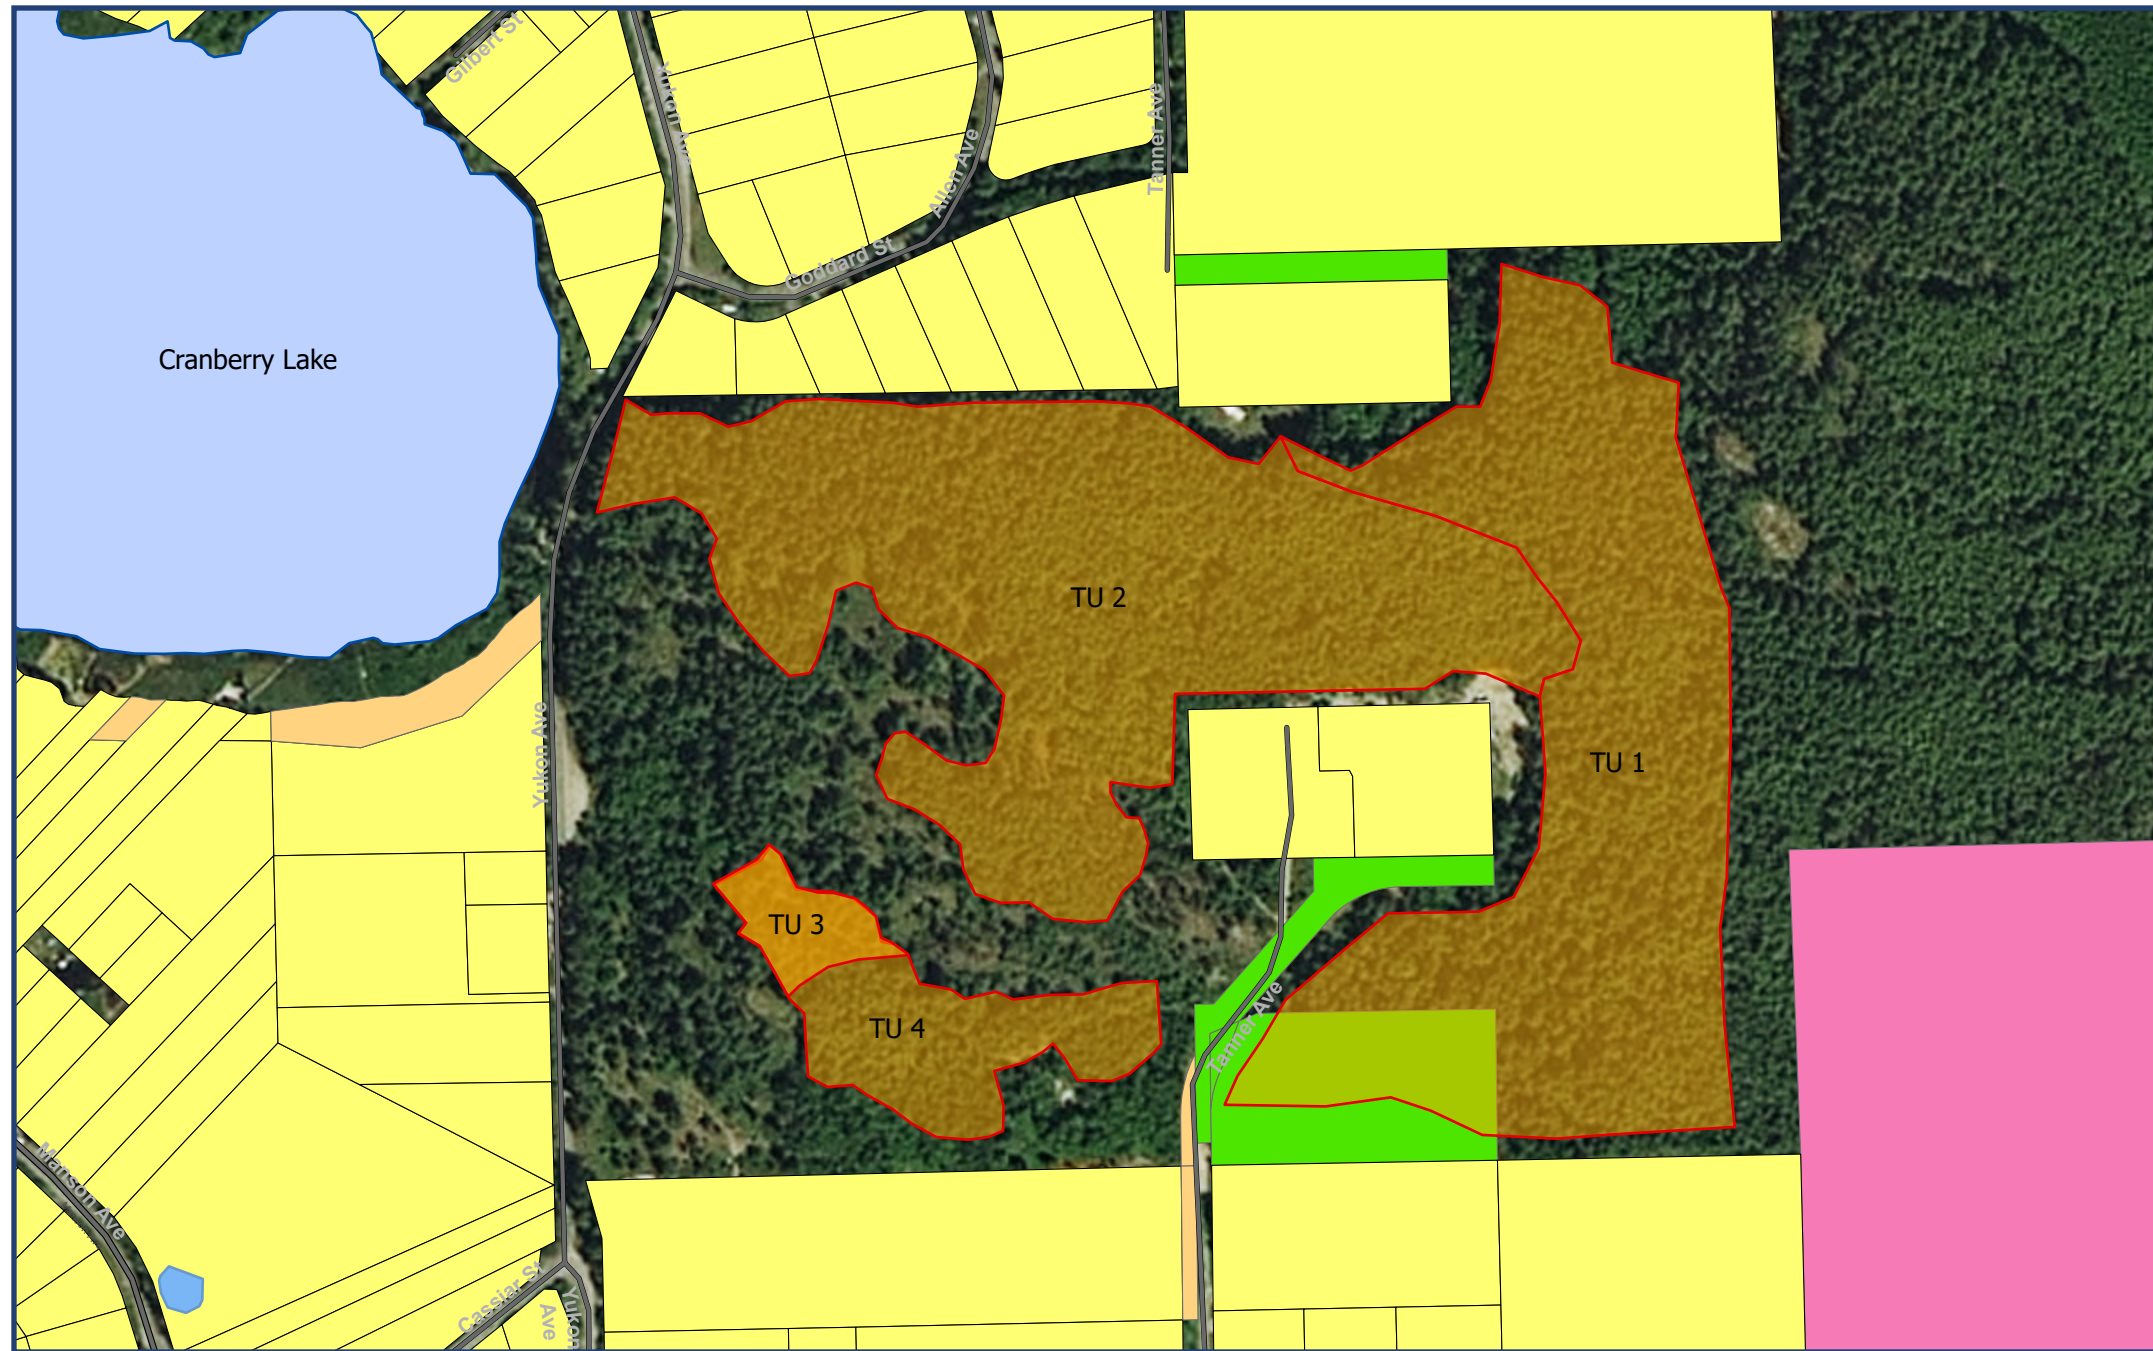 Gilbert St
Yukon Ave
Tanner Ave
Allen Ave
Goddard St
Cranberry Lake
TU 2
Yukon Ave
TU 1
TU 3
TU 4
Tanner Ave
Manson Ave
Cassiar St
Yukon
Ave